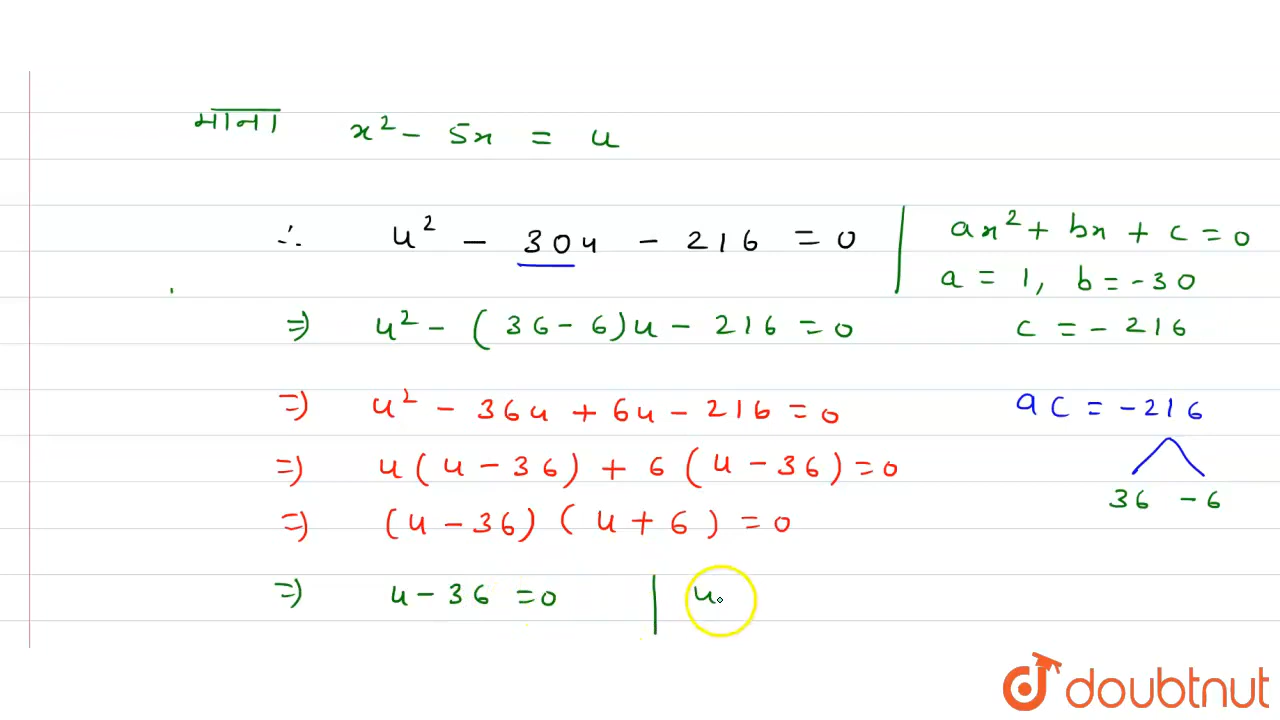 माना x² - 5x = u
∴ u² - 30u - 216 = 0
ax² + bx + c = 0
a = 1, b = -30
c = - 216
⇒ u² - (36 - 6)u - 216 = 0
⇒ u² - 36u + 6u - 216 = 0
ac = -216
36 -6
⇒ u(u - 36) + 6(u - 36) = 0
⇒ (u - 36)(u + 6) = 0
⇒ u - 36 = 0 | u
doubtnut